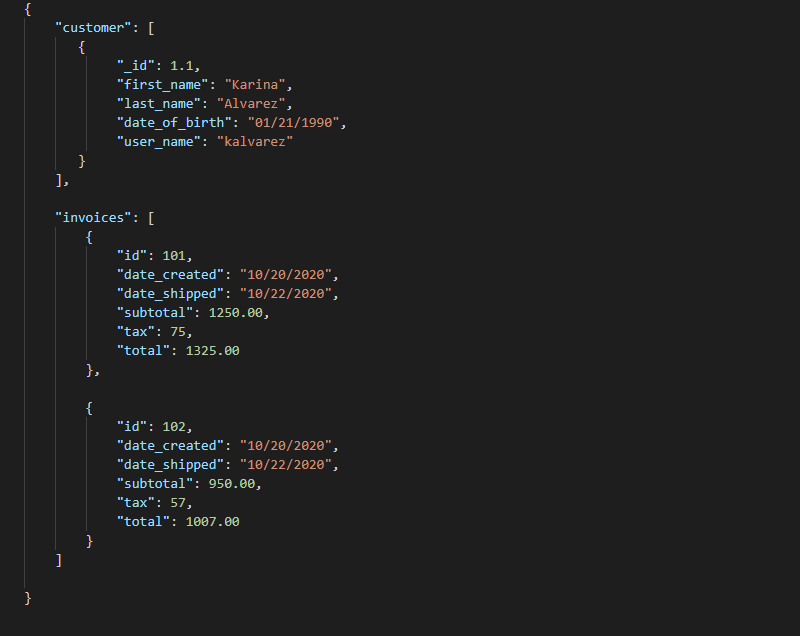 {
"customer": [
{
"_id": 1.1,
"first_name": "Karina",
"last_name": "Alvarez",
"date_of_birth": "01/21/1990",
"user_name": "kalvarez"
}
],
"invoices": [
{
"id": 101,
"date_created": "10/20/2020",
"date_shipped": "10/22/2020",
"subtotal": 1250.00,
"tax": 75,
"total": 1325.00
},
{
"id": 102,
"date_created": "10/20/2020",
"date_shipped": "10/22/2020",
"subtotal": 950.00,
"tax": 57,
"total": 1007.00
}
]
}